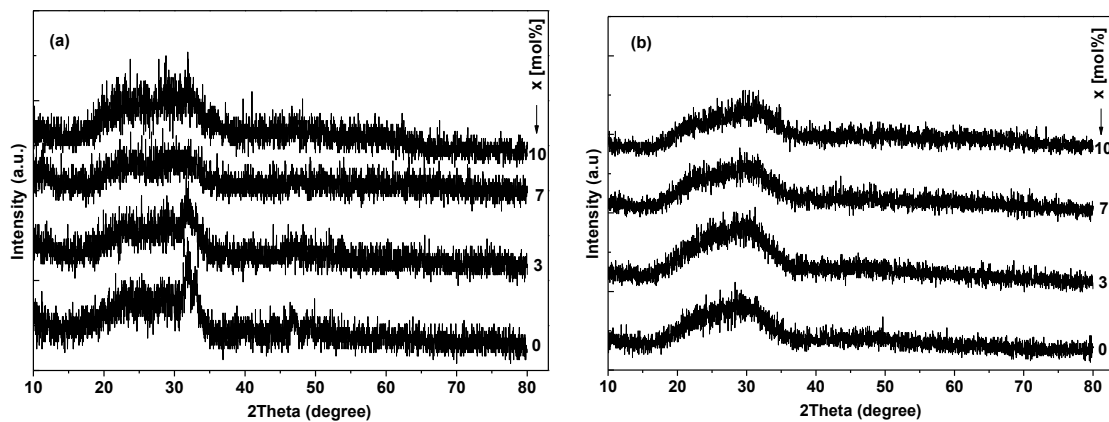 (a)
x [mol%]
10
7
3
0
Intensity (a.u.)
10 20 30 40 50 60 70 80
2Theta (degree)
(b)
x [mol%]
10
7
3
0
Intensity (a.u)
10 20 30 40 50 60 70 80
2Theta (degree)